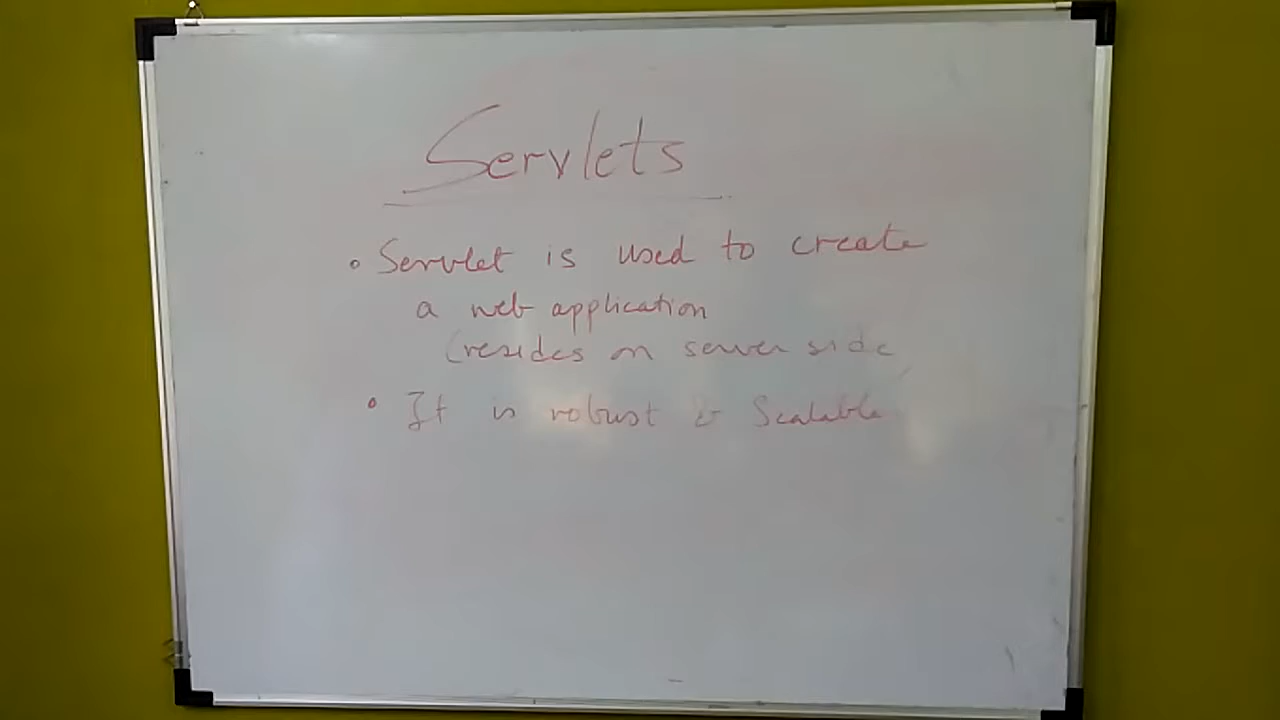 Servlets
• Servlet is used to create
a web application
(resides on server side
• It is robust & Scalable